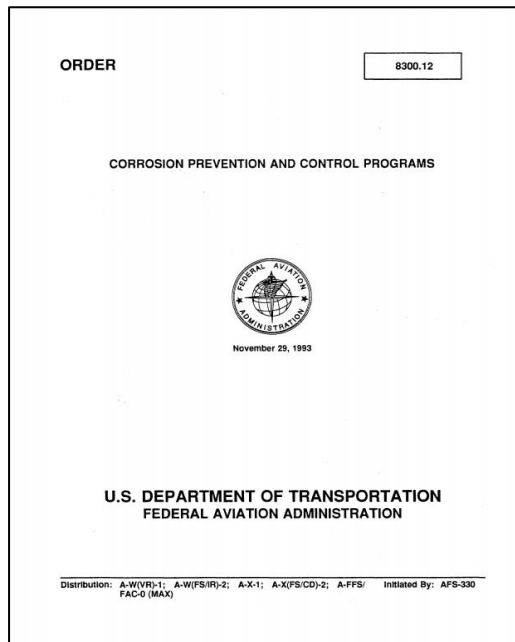 ORDER
8300.12
CORROSION PREVENTION AND CONTROL PROGRAMS
FEDERAL AVIATION
ADMINISTRATION
November 29, 1993
U.S. DEPARTMENT OF TRANSPORTATION
FEDERAL AVIATION ADMINISTRATION
Distribution: A-W(VR)-1; A-W(FS/IR)-2; A-X-1; A-X(FS/CD)-2; A-FFS/ Initiated By: AFS-330
FAC-0 (MAX)